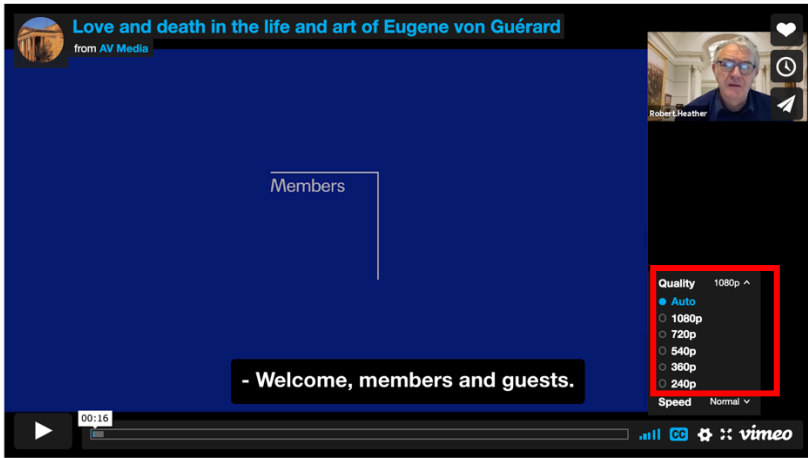 Love and death in the life and art of Eugene von Guérard
from AV Media
Robert.Heather
Members
Quality 1080p
Auto
1080p
720p
540p
360p
240p
Speed Normal
- Welcome, members and guests.
00:16
CC
vimeo